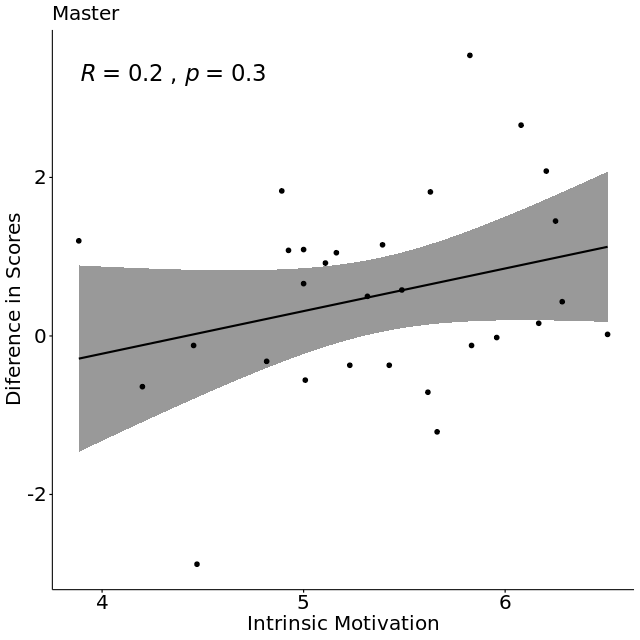 Master
R = 0.2 , p = 0.3
2
0
-2
Diference in Scores
4 5 6
Intrinsic Motivation